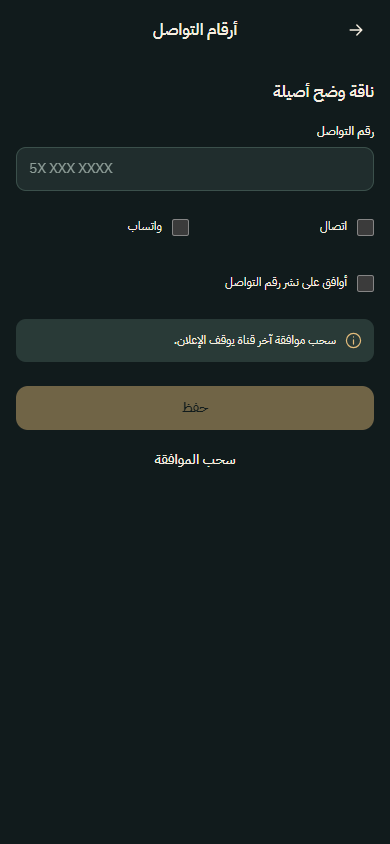 أرقام التواصل
ناقة وضح أصيلة
رقم التواصل
5X XXX XXXX
اتصال
واتساب
أوافق على نشر رقم التواصل
سحب موافقة آخر قناة يوقف الإعلان.
حفظ
سحب الموافقة